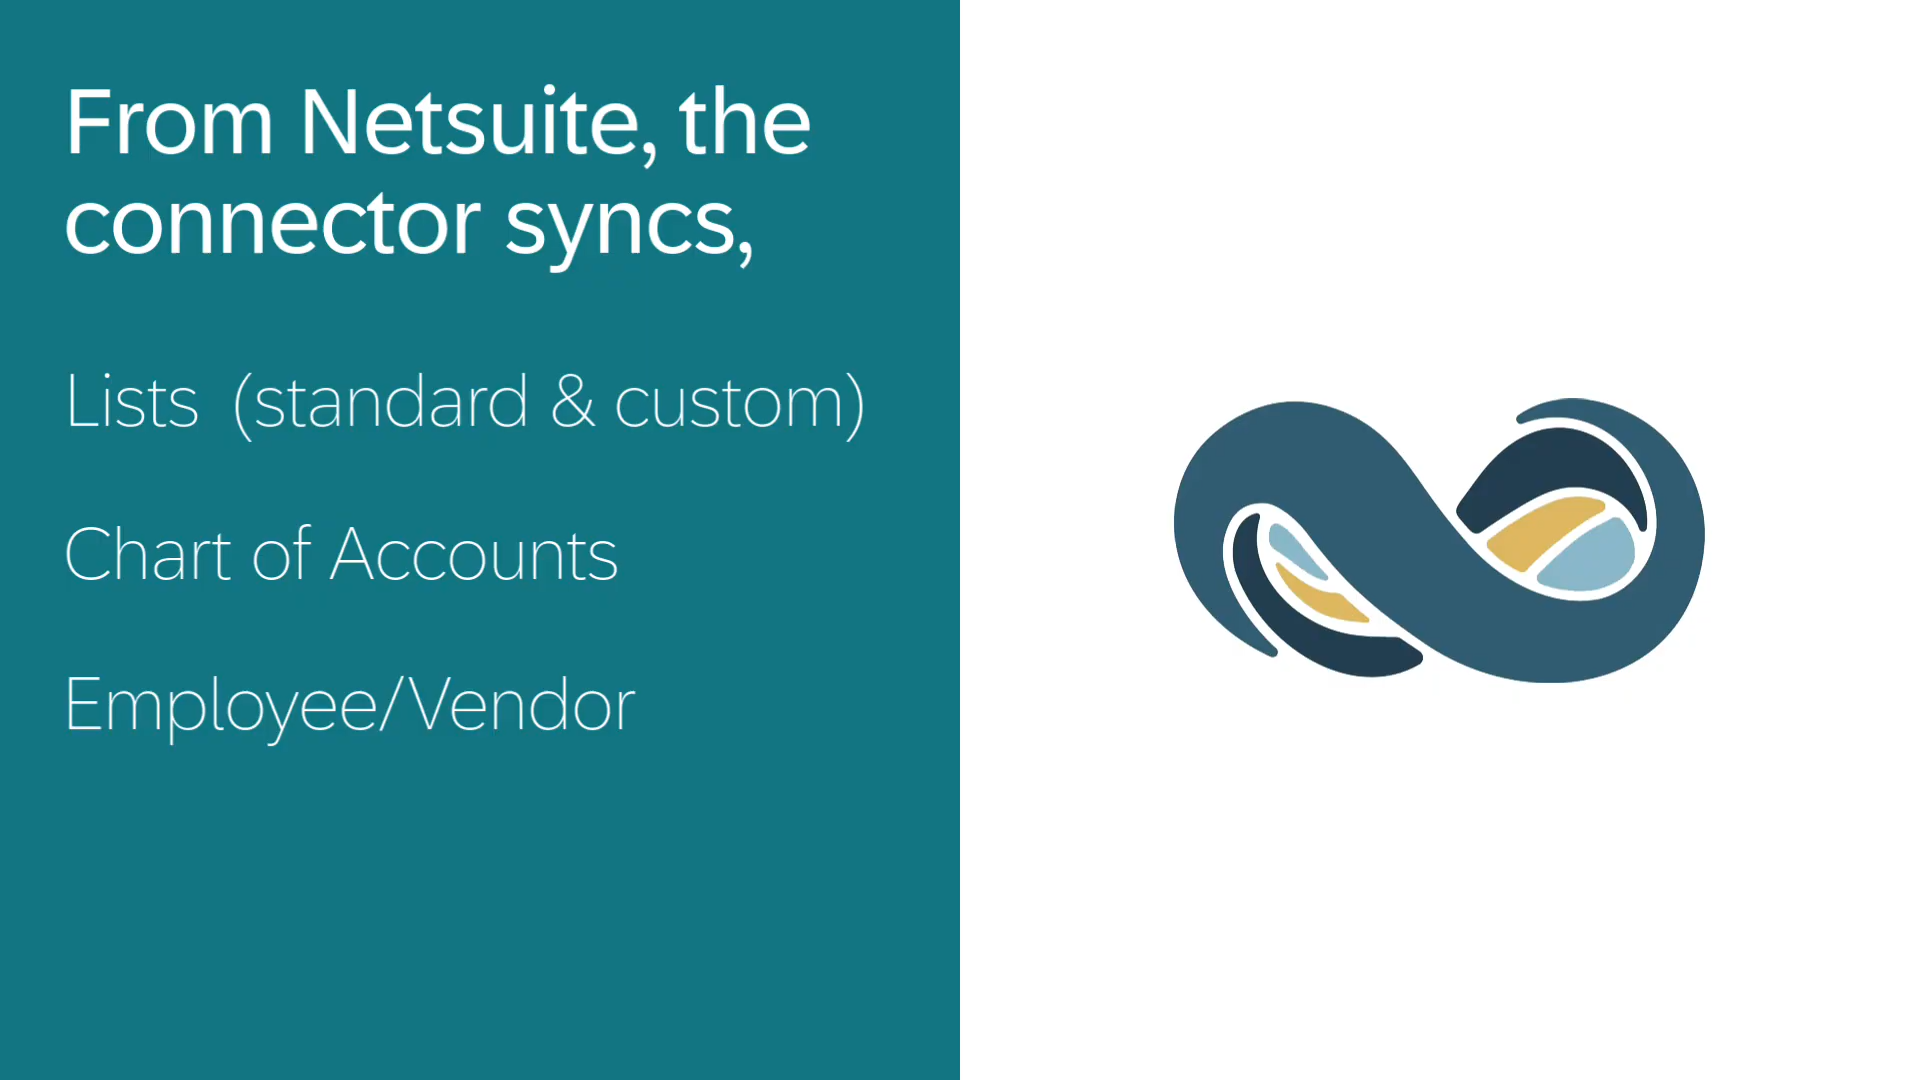 From Netsuite, the
connector syncs,
Lists (standard & custom)
Chart of Accounts
Employee/Vendor